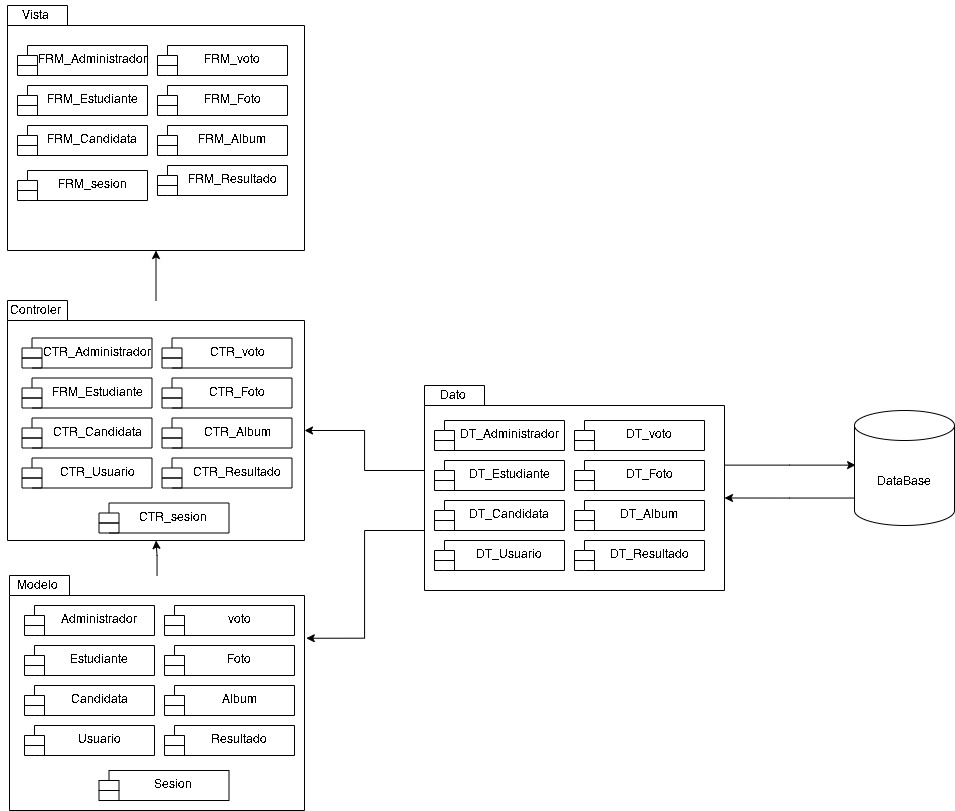 Vista
FRM_Administrador
FRM_voto
FRM_Estudiante
FRM_Foto
FRM_Candidata
FRM_Album
FRM_sesion
FRM_Resultado
Controler
CTR_Administrador
CTR_voto
FRM_Estudiante
CTR_Foto
CTR_Candidata
CTR_Album
CTR_Usuario
CTR_Resultado
CTR_sesion
Dato
DT_Administrador
DT_voto
DT_Estudiante
DT_Foto
DT_Candidata
DT_Album
DT_Usuario
DT_Resultado
DataBase
Modelo
Administrador
voto
Estudiante
Foto
Candidata
Album
Usuario
Resultado
Sesion